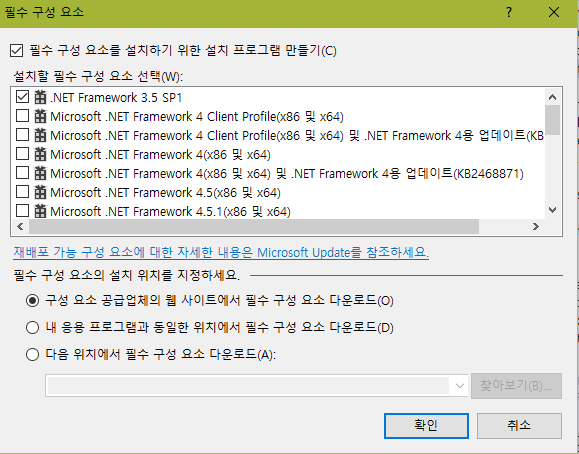 필수 구성 요소
필수 구성 요소를 설치하기 위한 설치 프로그램 만들기(C)
설치할 필수 구성 요소 선택(W):
.NET Framework 3.5 SP1
Microsoft .NET Framework 4 Client Profile(x86 및 x64)
Microsoft .NET Framework 4 Client Profile(x86 및 x64) 및 .NET Framework 4용 업데이트(KB
Microsoft .NET Framework 4(x86 및 x64)
Microsoft .NET Framework 4(x86 및 x64) 및 .NET Framework 4용 업데이트(KB2468871)
Microsoft .NET Framework 4.5(x86 및 x64)
Microsoft .NET Framework 4.5.1(x86 및 x64)
재배포 가능 구성 요소에 대한 자세한 내용은 Microsoft Update를 참조하세요.
필수 구성 요소의 설치 위치를 지정하세요.
구성 요소 공급업체의 웹 사이트에서 필수 구성 요소 다운로드(O)
내 응용 프로그램과 동일한 위치에서 필수 구성 요소 다운로드(D)
다음 위치에서 필수 구성 요소 다운로드(A):
찾아보기(B)...
확인
취소